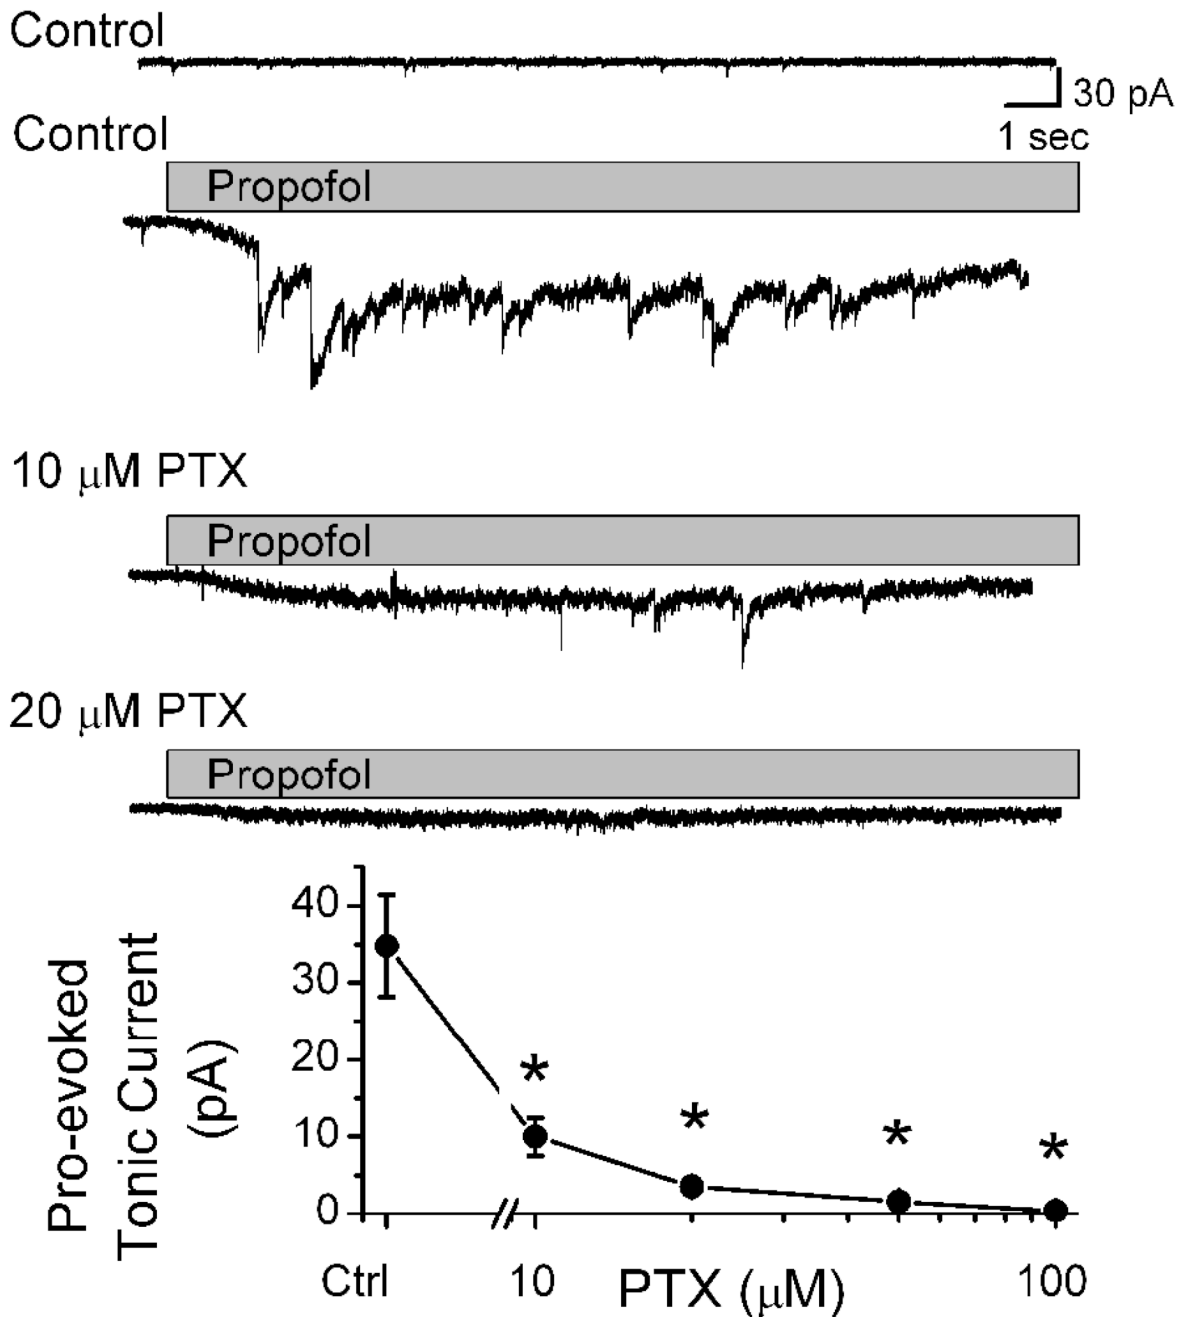 Control
30 pA
1 sec
Control
Propofol
10 μM PTX
Propofol
20 μM PTX
Propofol
Pro-evoked
Tonic Current
(pA)
40
30
20
10
0
*
*
*
*
Ctrl
10
PTX (μM)
100